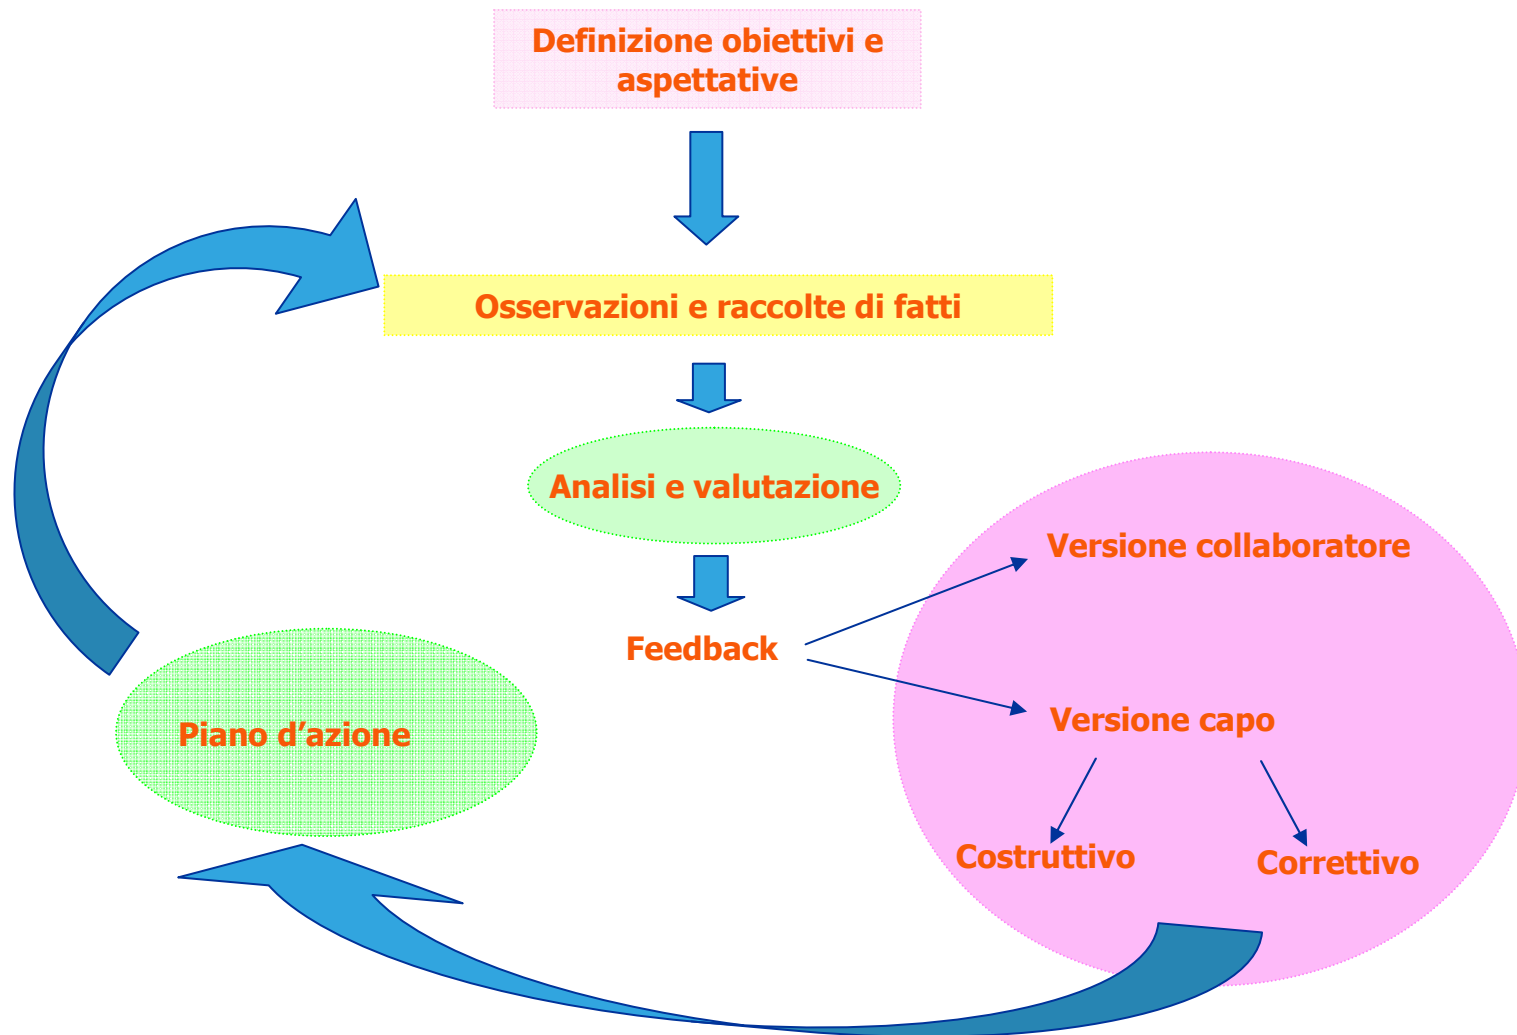 Definizione obiettivi e
aspettative
Osservazioni e raccolte di fatti
Analisi e valutazione
Versione collaboratore
Feedback
Versione capo
Piano d’azione
Costruttivo
Correttivo